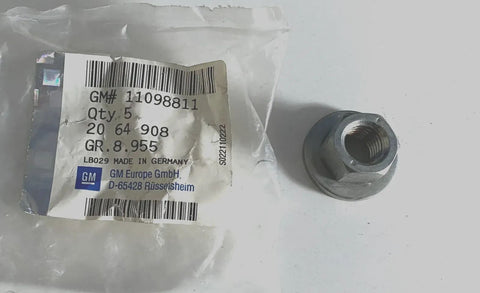 GM# 11098811
Qty 5
20 64 908
GR.8.955
LB029 MADE IN GERMANY
GM
GM Europe GmbH,
D-65428 Rüsselsheim
S022110222